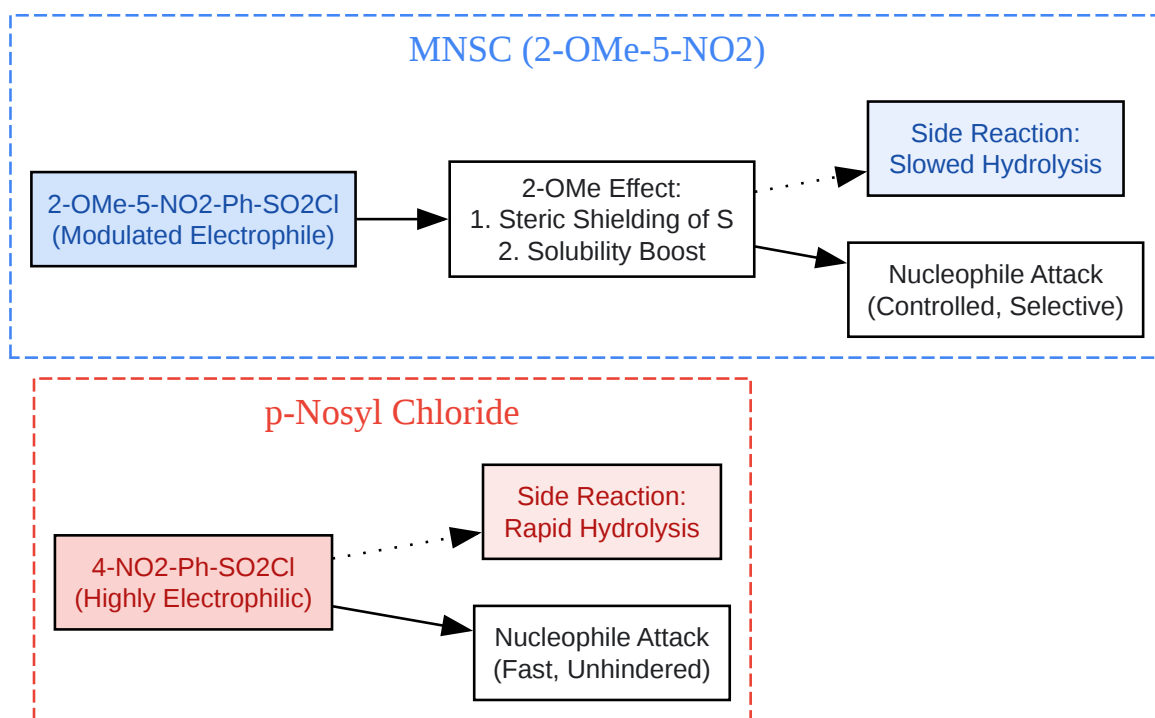 MNSC (2-OMe-5-NO2)
2-OMe-5-NO2-Ph-SO2Cl
(Modulated Electrophile)
2-OMe Effect:
1. Steric Shielding of S
2. Solubility Boost
Side Reaction:
Slowed Hydrolysis
Nucleophile Attack
(Controlled, Selective)
p-Nosyl Chloride
4-NO2-Ph-SO2Cl
(Highly Electrophilic)
Side Reaction:
Rapid Hydrolysis
Nucleophile Attack
(Fast, Unhindered)